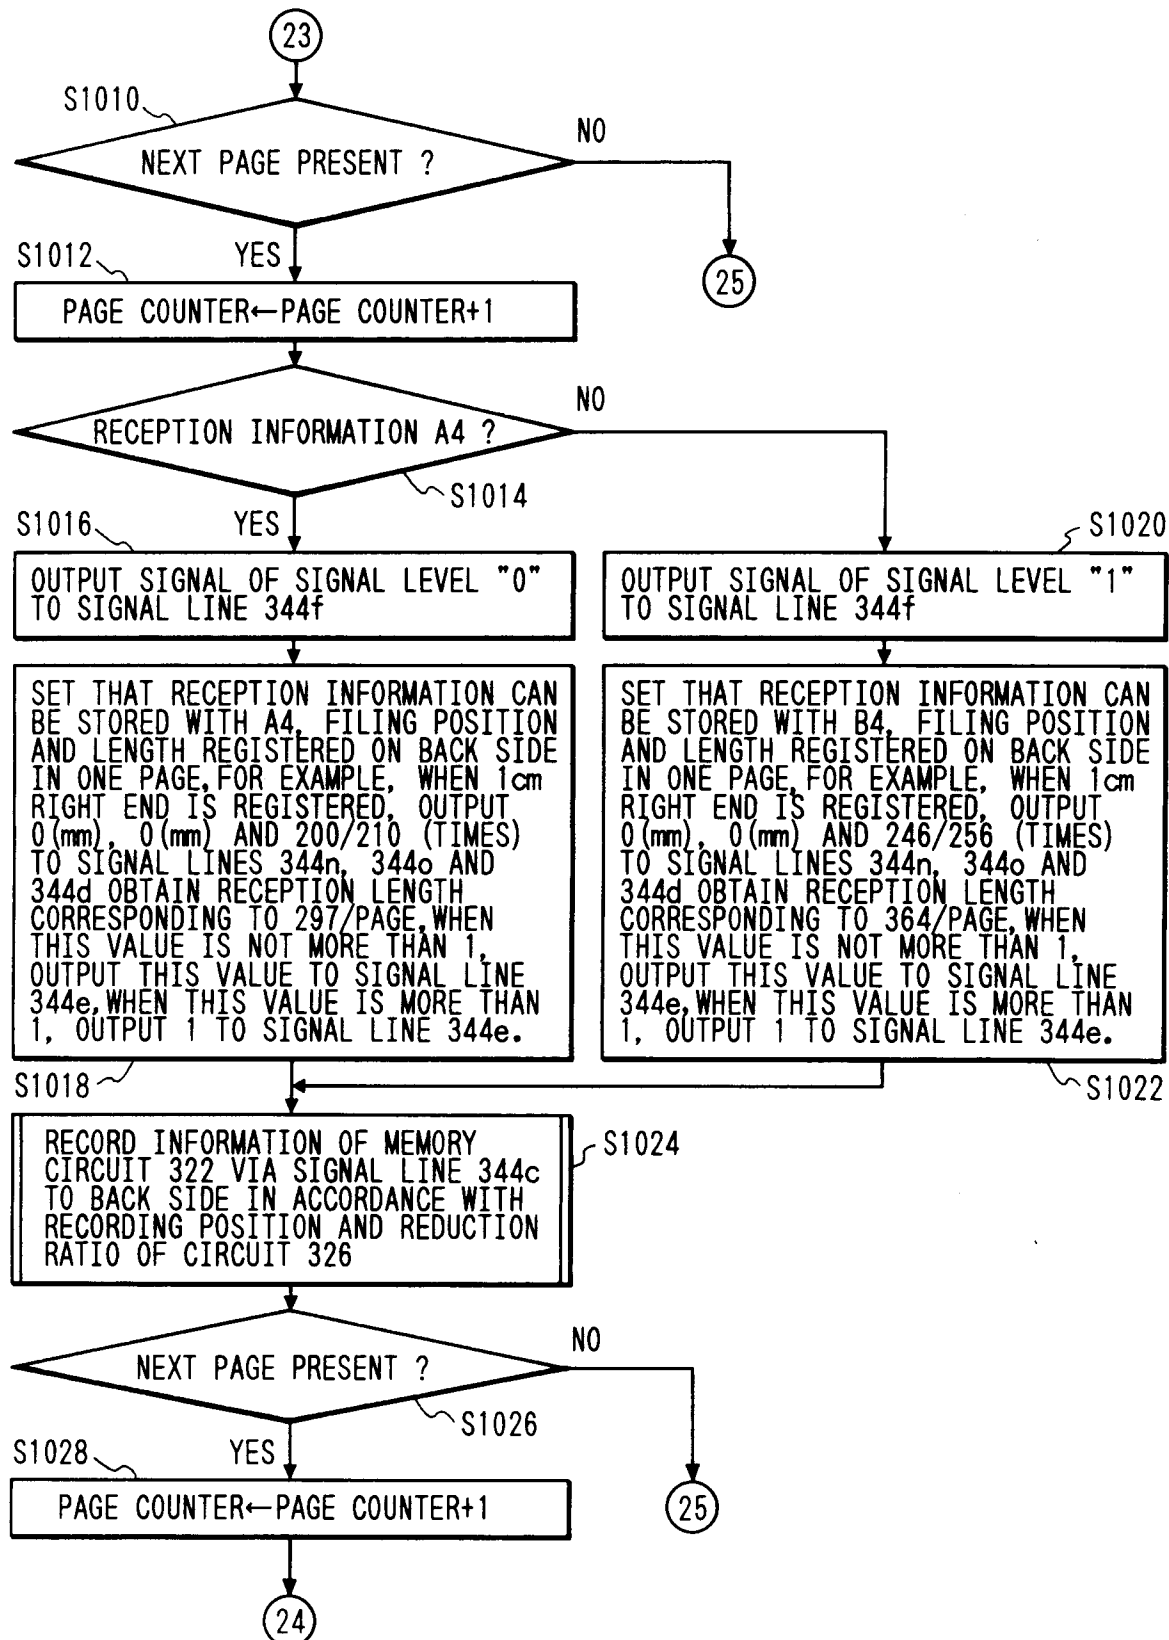 23
S1010
NEXT PAGE PRESENT ?
NO
25
YES
S1012
PAGE COUNTER←PAGE COUNTER+1
RECEPTION INFORMATION A4 ?
NO
S1014
YES
S1016
OUTPUT SIGNAL OF SIGNAL LEVEL "0"
TO SIGNAL LINE 344f
S1020
OUTPUT SIGNAL OF SIGNAL LEVEL "1"
TO SIGNAL LINE 344f
SET THAT RECEPTION INFORMATION CAN
BE STORED WITH A4, FILING POSITION
AND LENGTH REGISTERED ON BACK SIDE
IN ONE PAGE, FOR EXAMPLE, WHEN 1cm
RIGHT END IS REGISTERED, OUTPUT
0(mm), 0(mm) AND 200/210 (TIMES)
TO SIGNAL LINES 344n, 344o AND
344d OBTAIN RECEPTION LENGTH
CORRESPONDING TO 297/PAGE, WHEN
THIS VALUE IS NOT MORE THAN 1,
OUTPUT THIS VALUE TO SIGNAL LINE
344e, WHEN THIS VALUE IS MORE THAN
1, OUTPUT 1 TO SIGNAL LINE 344e.
S1018
SET THAT RECEPTION INFORMATION CAN
BE STORED WITH B4, FILING POSITION
AND LENGTH REGISTERED ON BACK SIDE
IN ONE PAGE, FOR EXAMPLE, WHEN 1cm
RIGHT END IS REGISTERED, OUTPUT
0(mm), 0(mm) AND 246/256 (TIMES)
TO SIGNAL LINES 344n, 344o AND
344d OBTAIN RECEPTION LENGTH
CORRESPONDING TO 364/PAGE, WHEN
THIS VALUE IS NOT MORE THAN 1,
OUTPUT THIS VALUE TO SIGNAL LINE
344e, WHEN THIS VALUE IS MORE THAN
1, OUTPUT 1 TO SIGNAL LINE 344e.
S1022
RECORD INFORMATION OF MEMORY
CIRCUIT 322 VIA SIGNAL LINE 344c
TO BACK SIDE IN ACCORDANCE WITH
RECORDING POSITION AND REDUCTION
RATIO OF CIRCUIT 326
S1024
NEXT PAGE PRESENT ?
NO
S1026
YES
S1028
PAGE COUNTER←PAGE COUNTER+1
25
24